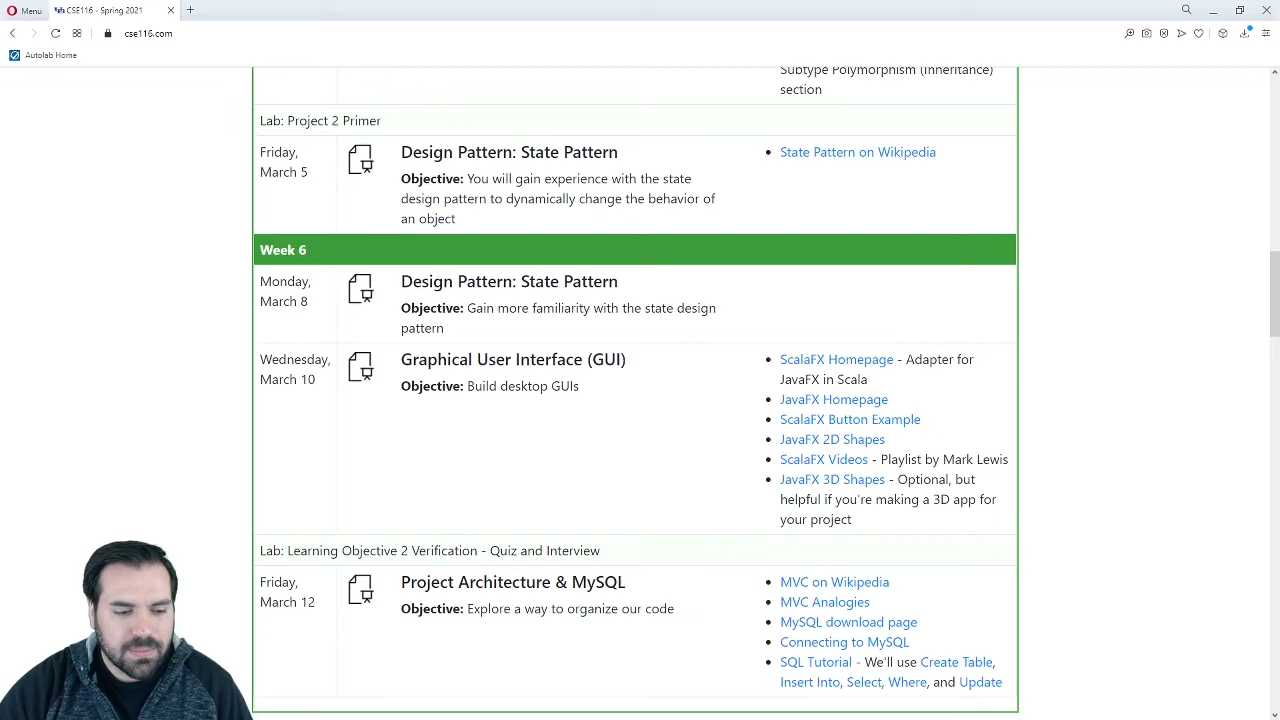 Menu
CSE116 - Spring 2021
cse116.com
Autolab Home
Subtype Polymorphism (Inheritance)
section
Lab: Project 2 Primer
Friday,
March 5
Design Pattern: State Pattern
Objective: You will gain experience with the state
design pattern to dynamically change the behavior of
an object
• State Pattern on Wikipedia
Week 6
Monday,
March 8
Design Pattern: State Pattern
Objective: Gain more familiarity with the state design
pattern
Wednesday,
March 10
Graphical User Interface (GUI)
Objective: Build desktop GUIs
• ScalaFX Homepage - Adapter for
JavaFX in Scala
• JavaFX Homepage
• ScalaFX Button Example
• JavaFX 2D Shapes
• ScalaFX Videos - Playlist by Mark Lewis
• JavaFX 3D Shapes - Optional, but
helpful if you're making a 3D app for
your project
Lab: Learning Objective 2 Verification - Quiz and Interview
Friday,
March 12
Project Architecture & MySQL
Objective: Explore a way to organize our code
• MVC on Wikipedia
• MVC Analogies
• MySQL download page
• Connecting to MySQL
• SQL Tutorial - We'll use Create Table,
Insert Into, Select, Where, and Update